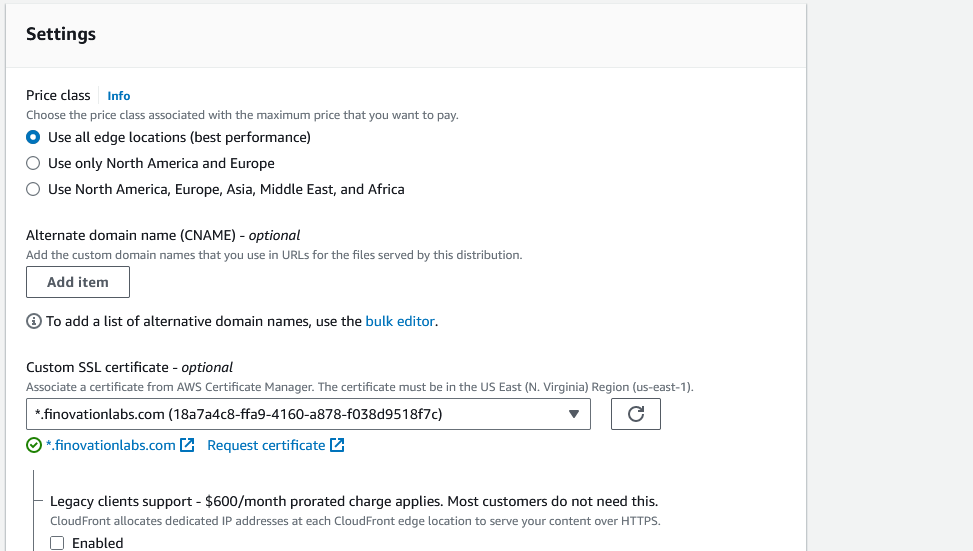 Settings
Price class Info
Choose the price class associated with the maximum price that you want to pay.
Use all edge locations (best performance)
Use only North America and Europe
Use North America, Europe, Asia, Middle East, and Africa
Alternate domain name (CNAME) - optional
Add the custom domain names that you use in URLs for the files served by this distribution.
Add item
To add a list of alternative domain names, use the bulk editor.
Custom SSL certificate - optional
Associate a certificate from AWS Certificate Manager. The certificate must be in the US East (N. Virginia) Region (us-east-1).
*.finovationlabs.com (18a7a4c8-ffa9-4160-a878-f038d9518f7c)
*.finovationlabs.com Request certificate
Legacy clients support - $600/month prorated charge applies. Most customers do not need this.
CloudFront allocates dedicated IP addresses at each CloudFront edge location to serve your content over HTTPS.
Enabled